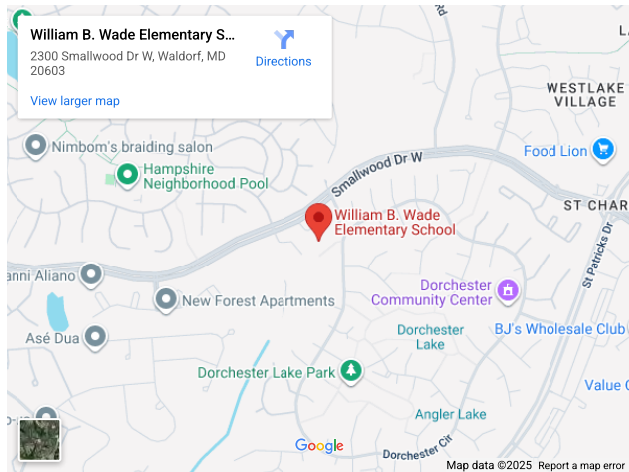 William B. Wade Elementary S...
2300 Smallwood Dr W, Waldorf, MD
20603
Directions
View larger map
Rd
WESTLAKE
VILLAGE
Nimbom's braiding salon
Smallwood Dr W
Food Lion
Hampshire
Neighborhood Pool
ST CHAR
William B. Wade
Elementary School
St Patricks Dr
anni Aliano
Dorchester
Community Center
New Forest Apartments
Dorchester
Lake
BJ's Wholesale Club
Asé Dua
Dorchester Lake Park
Value C
Angler Lake
Google
Dorchester Cir
Map data ©2025 Report a map error